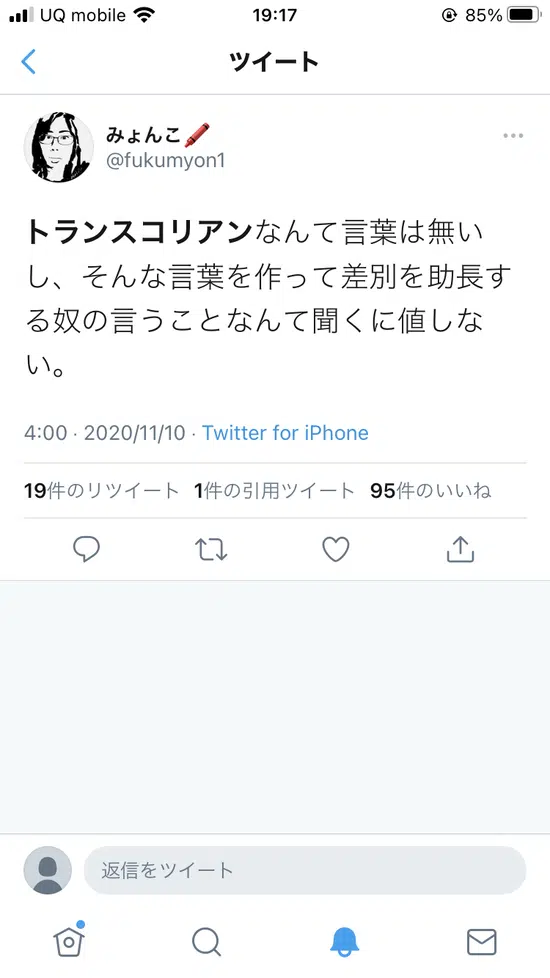 UQ mobile 19:17 85%
ツイート
みょんこ🖍️
@fukumyon1
トランスコリアンなんて言葉は無い
し、そんな言葉を作って差別を助長す
る奴の言うことなんて聞くに値しな
い。
4:00 · 2020/11/10 · Twitter for iPhone
19件のリツイート 1件の引用ツイート 95件のいいね
返信をツイート